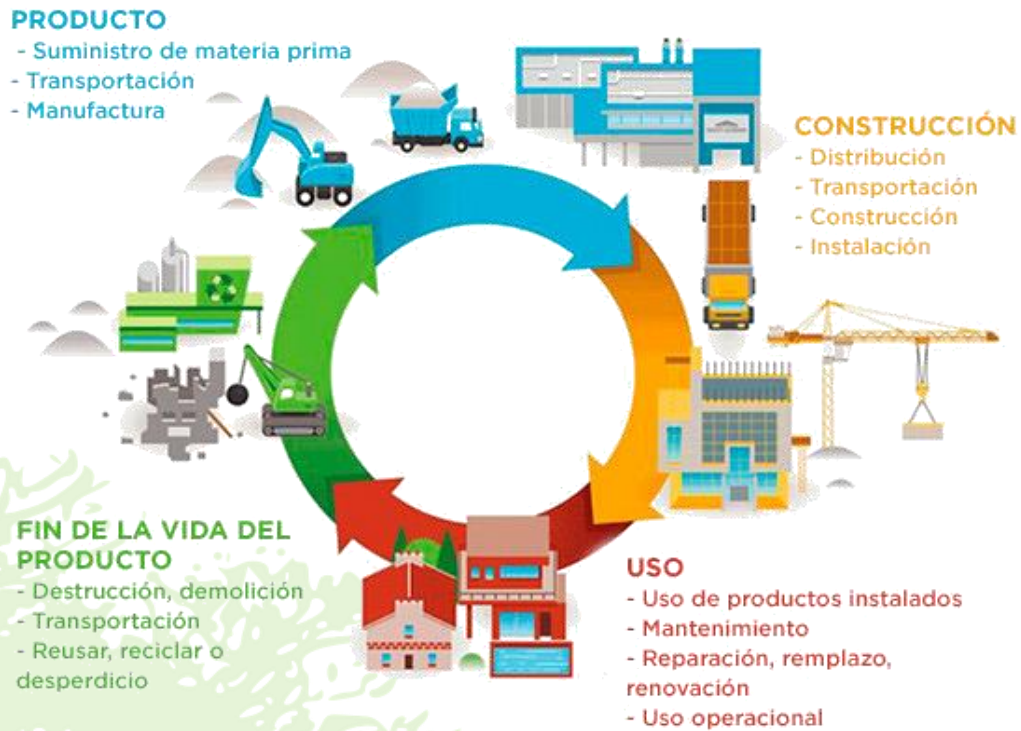 PRODUCTO
- Suministro de materia prima
- Transportación
- Manufactura
CONSTRUCCIÓN
- Distribución
- Transportación
- Construcción
- Instalación
FIN DE LA VIDA DEL
PRODUCTO
- Destrucción, demolición
- Transportación
- Reusar, reciclar o
desperdicio
USO
- Uso de productos instalados
- Mantenimiento
- Reparación, remplazo,
renovación
- Uso operacional